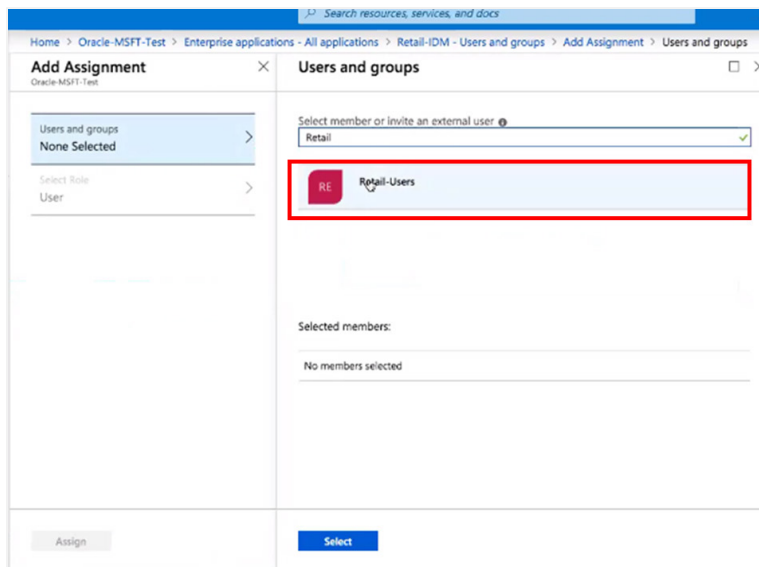 Search resources, services, and docs
Home > Oracle-MSFT-Test > Enterprise applications - All applications > Retail-IDM - Users and groups > Add Assignment > Users and groups
Add Assignment
Oracle-MSFT-Test
Users and groups
None Selected
Select Role
User
Assign
Users and groups
Select member or invite an external user
Retail
RE
Retail-Users
Selected members:
No members selected
Select